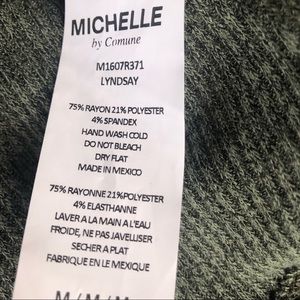 MICHELLE
by Comune
M1607R371
LYNDSAY
75% RAYON 21% POLYESTER
4% SPANDEX
HAND WASH COLD
DO NOT BLEACH
DRY FLAT
MADE IN MEXICO
75% RAYONNE 21%POLYESTER
4% ELASTHANNE
LAVER A LA MAIN A L'EAU
FROIDE, NE PAS JAVELLISER
SECHER A PLAT
FABRIQUE EN LE MEXIQUE
M / M / M